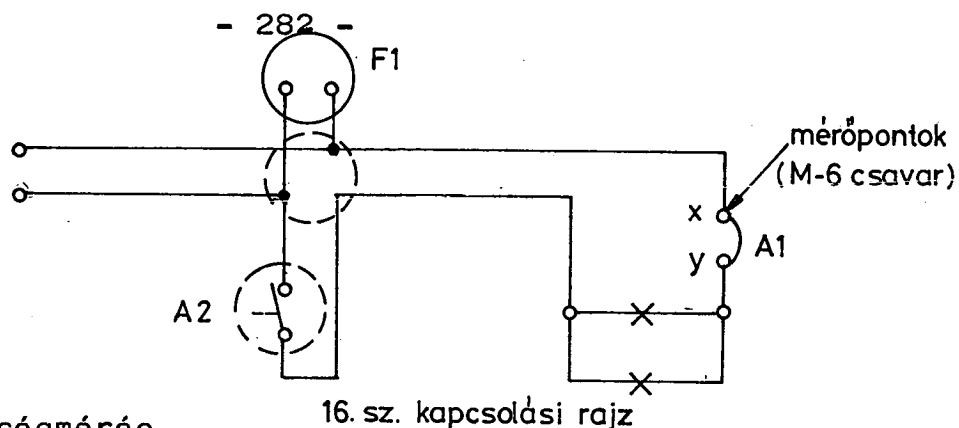 - 282 -
F1
mérőpontok
(M-6 csavar)
x
y
A1
A2
16. sz. kapcsolási rajz